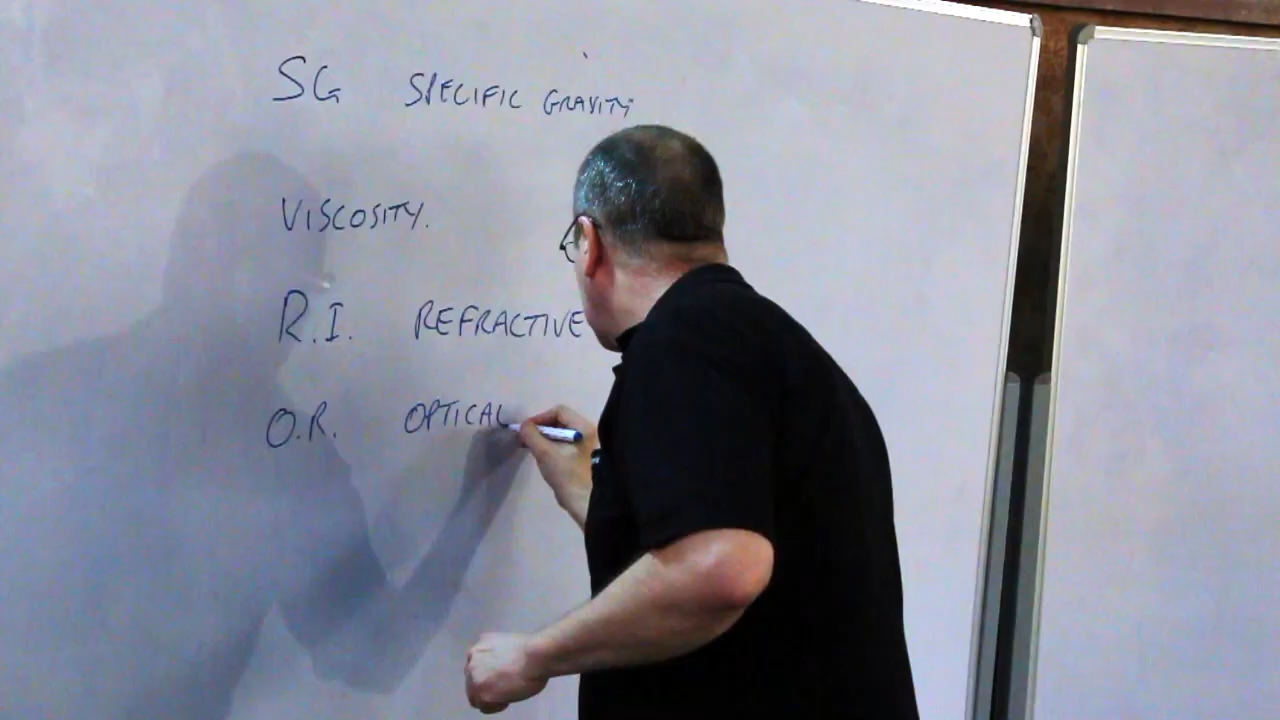 SG SPECIFIC GRAVITY
VISCOSITY.
R.I. REFRACTIVE
O.R. OPTICAL